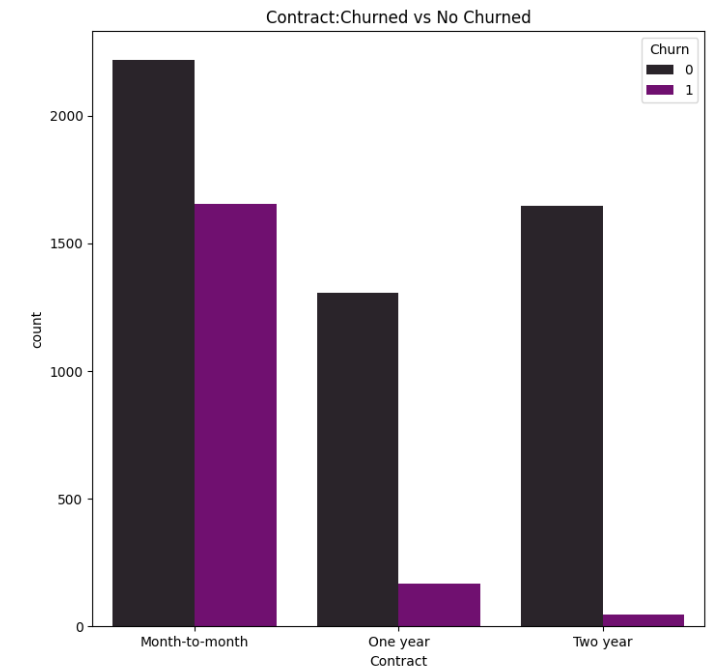 Contract:Churned vs No Churned
Churn
0
1
2000
1500
1000
500
0
count
Month-to-month
One year
Two year
Contract